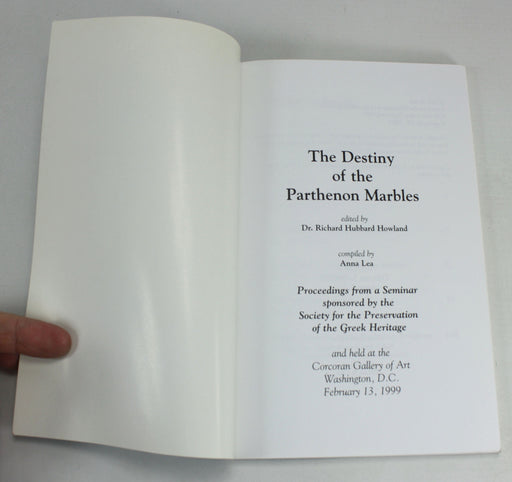 The Destiny
of the
Parthenon Marbles
edited by
Dr. Richard Hubbard Howland
compiled by
Anna Lea
Proceedings from a Seminar
sponsored by the
Society for the Preservation
of the Greek Heritage
and held at the
Corcoran Gallery of Art
Washington, D.C.
February 13, 1999